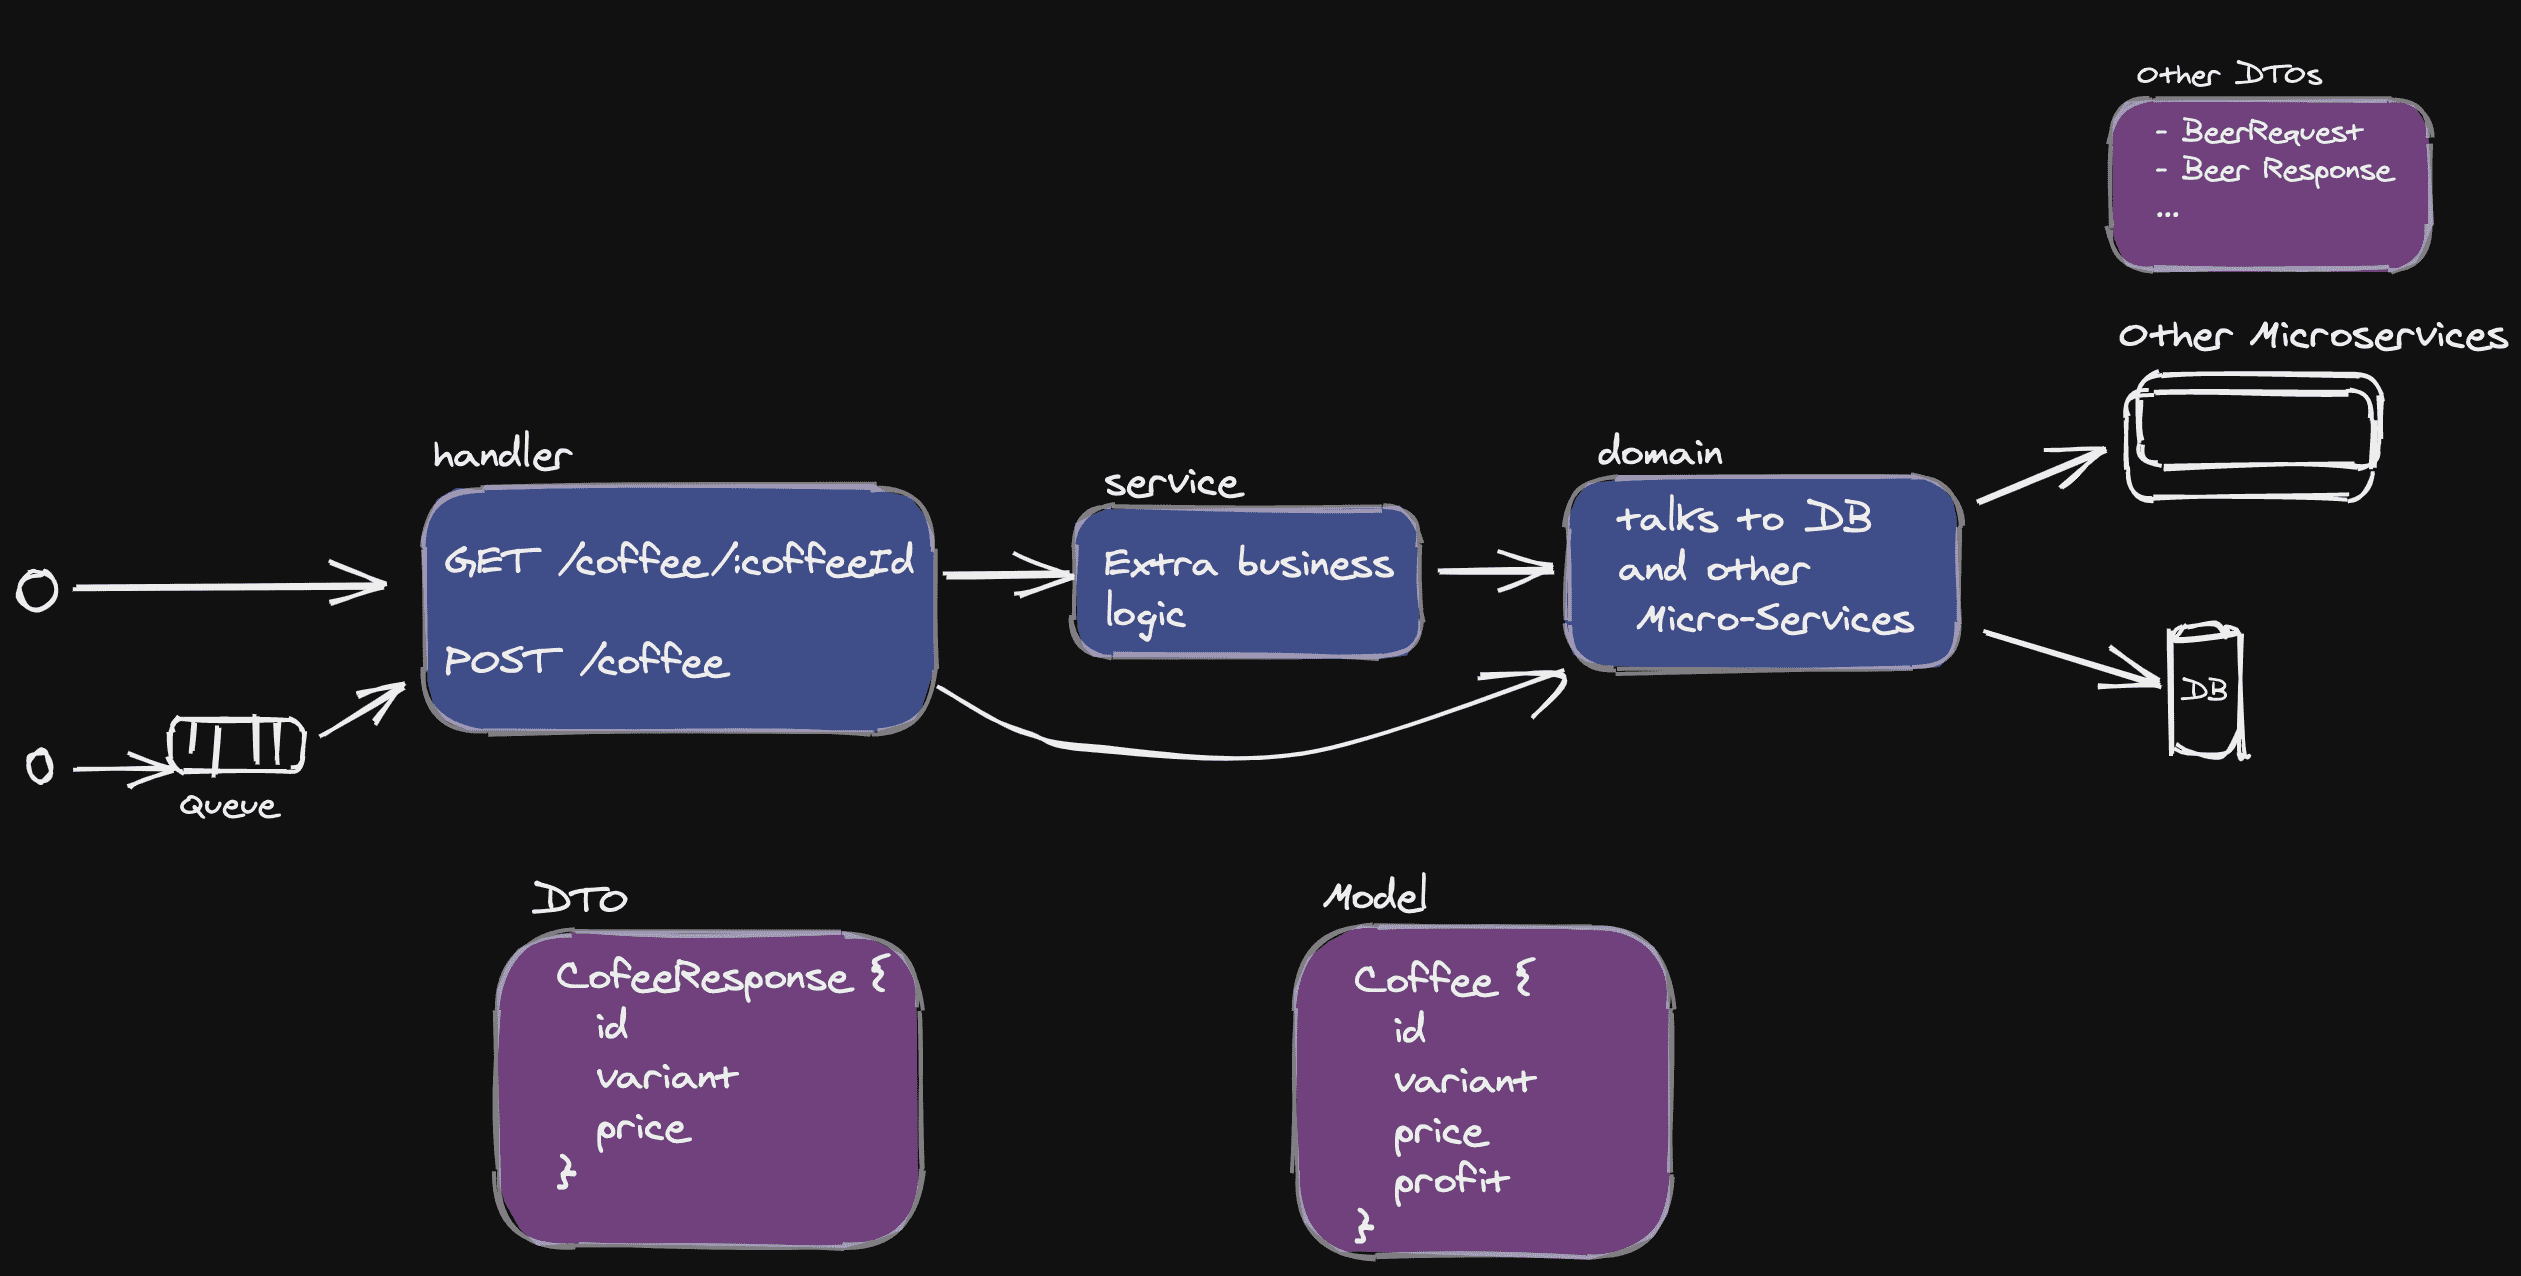 Other DTOs
- BeerRequest
- Beer Response
...
Other Microservices
handler
GET /coffee/:coffeeId
POST /coffee
service
Extra business
logic
domain
talks to DB
and other
Micro-Services
DB
Queue
DTO
CofeeResponse {
id
variant
price
}
Model
Coffee {
id
variant
price
profit
}